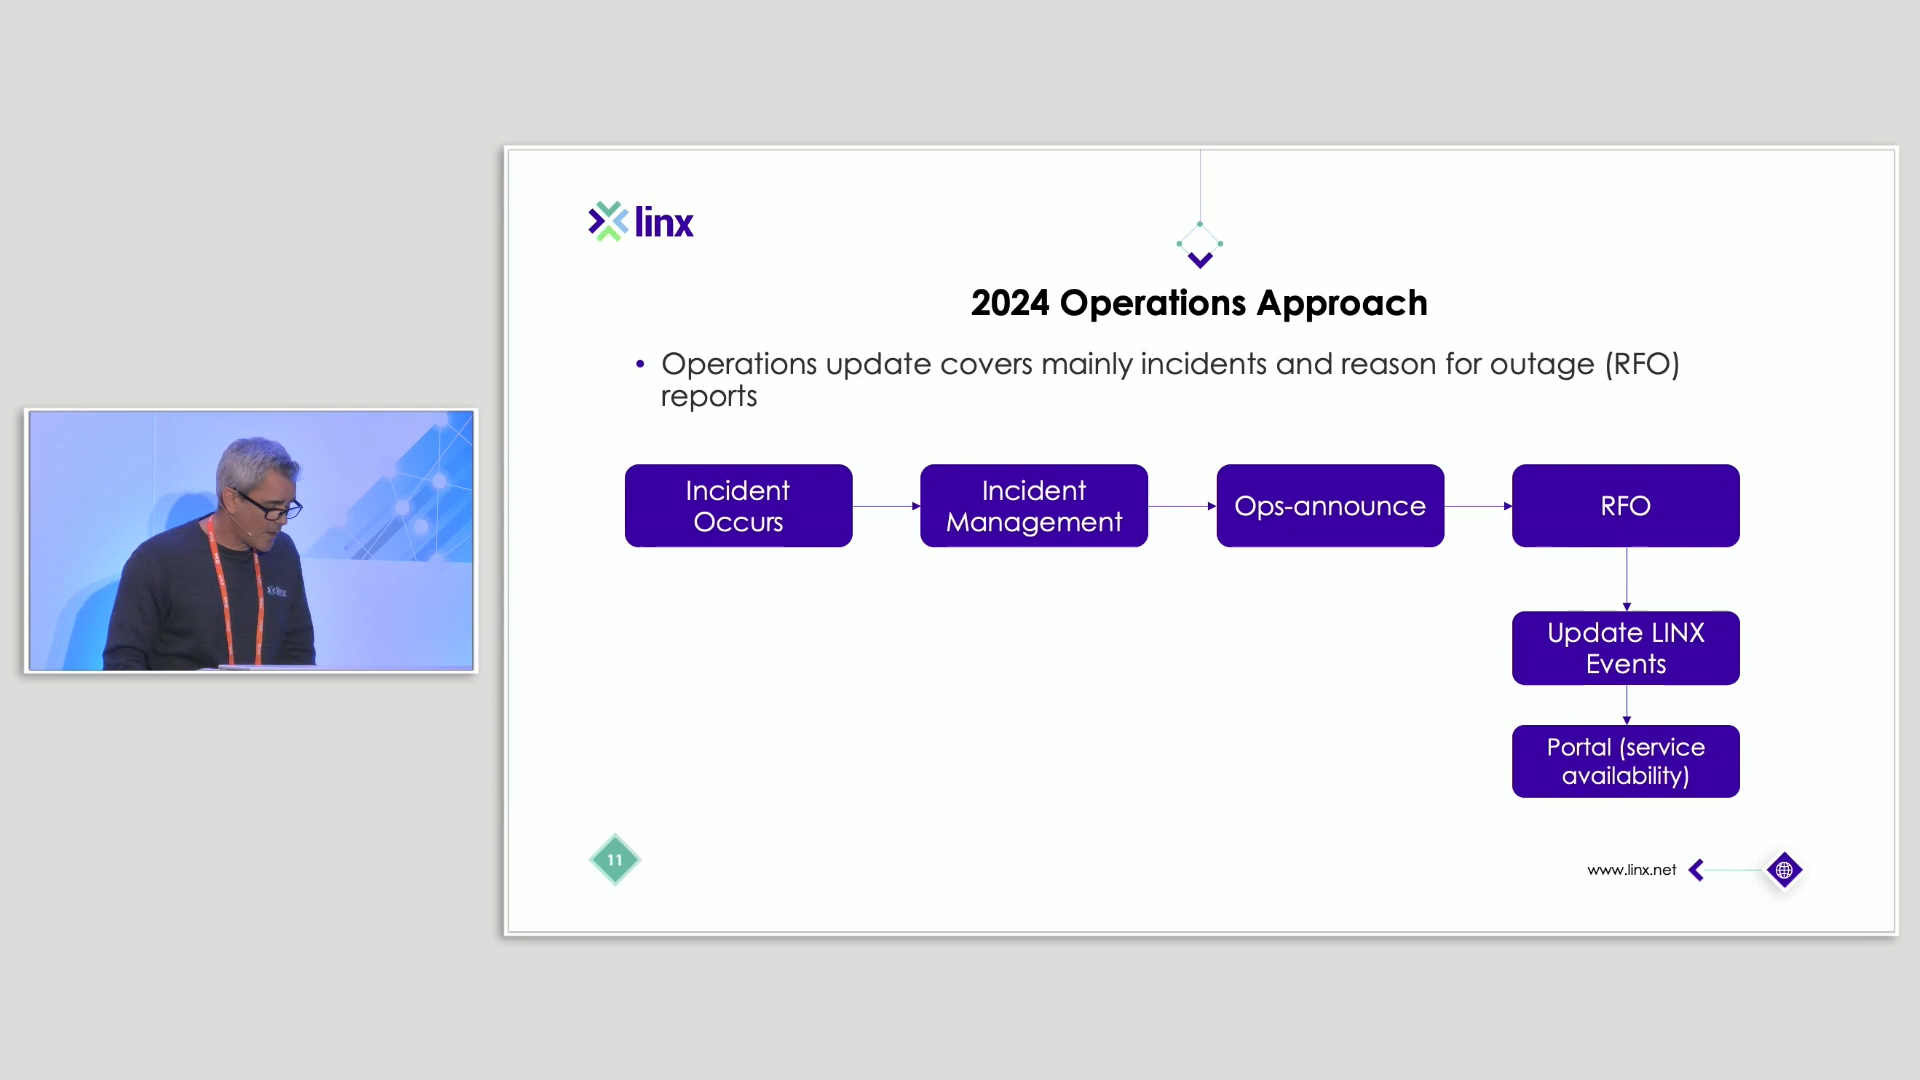 linx
2024 Operations Approach
• Operations update covers mainly incidents and reason for outage (RFO)
reports
Incident
Occurs
Incident
Management
Ops-announce
RFO
Update LINX
Events
Portal (service
availability)
11
www.linx.net
linx